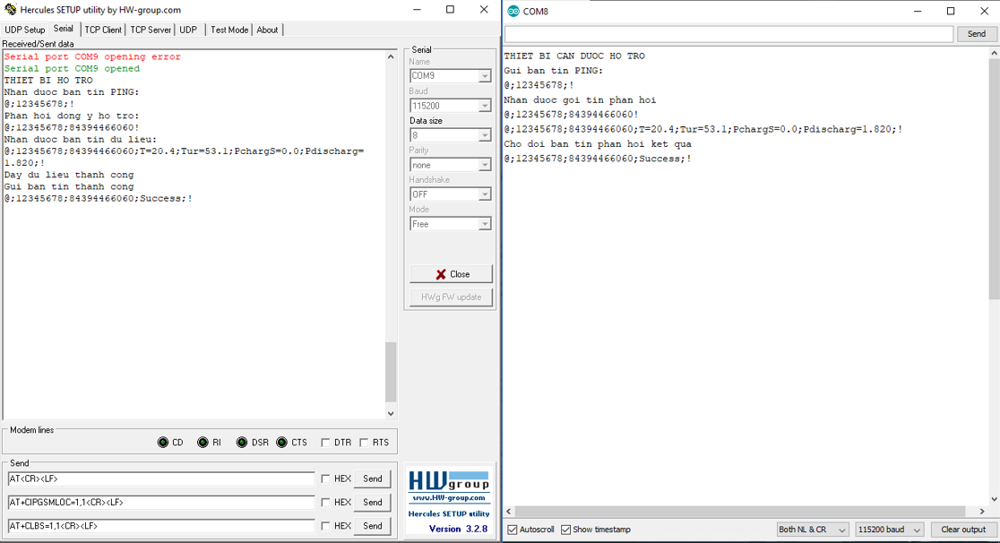 Hercules SETUP utility by HW-group.com
UDP Setup Serial TCP Client TCP Server UDP Test Mode About
Received/Sent data
Serial port COM9 opening error
Serial port COM9 opened
THIET BI HO TRO
Nhan duoc ban tin PING:
@;12345678;!
Phan hoi dong y ho tro:
@;12345678;84394466060!
Nhan duoc ban tin du lieu:
@;12345678;84394466060;T=20.4;Tur=53.1;PchargS=0.0;Pdischarg=
1.820;!
Day du lieu thanh cong
Gui ban tin thanh cong
@;12345678;84394466060;Success;!
Serial
Name
COM9
Baud
115200
Data size
8
Parity
none
Handshake
OFF
Mode
Free
Close
HWg FW update
Modem lines
CD RI DSR CTS DTR RTS
Send
AT<CR><LF> HEX Send
AT+CIPGSMLOC=1,1<CR><LF> HEX Send
AT+CLBS=1,1<CR><LF> HEX Send
HW group
www.HW-group.com
Hercules SETUP utility
Version 3.2.8
COM8
Send
THIET BI CAN DUOC HO TRO
Gui ban tin PING:
@;12345678;!
Nhan duoc goi tin phan hoi
@;12345678;84394466060!
@;12345678;84394466060;T=20.4;Tur=53.1;PchargS=0.0;Pdischarg=1.820;!
Cho doi ban tin phan hoi ket qua
@;12345678;84394466060;Success;!
Autoscroll Show timestamp Both NL & CR 115200 baud Clear output